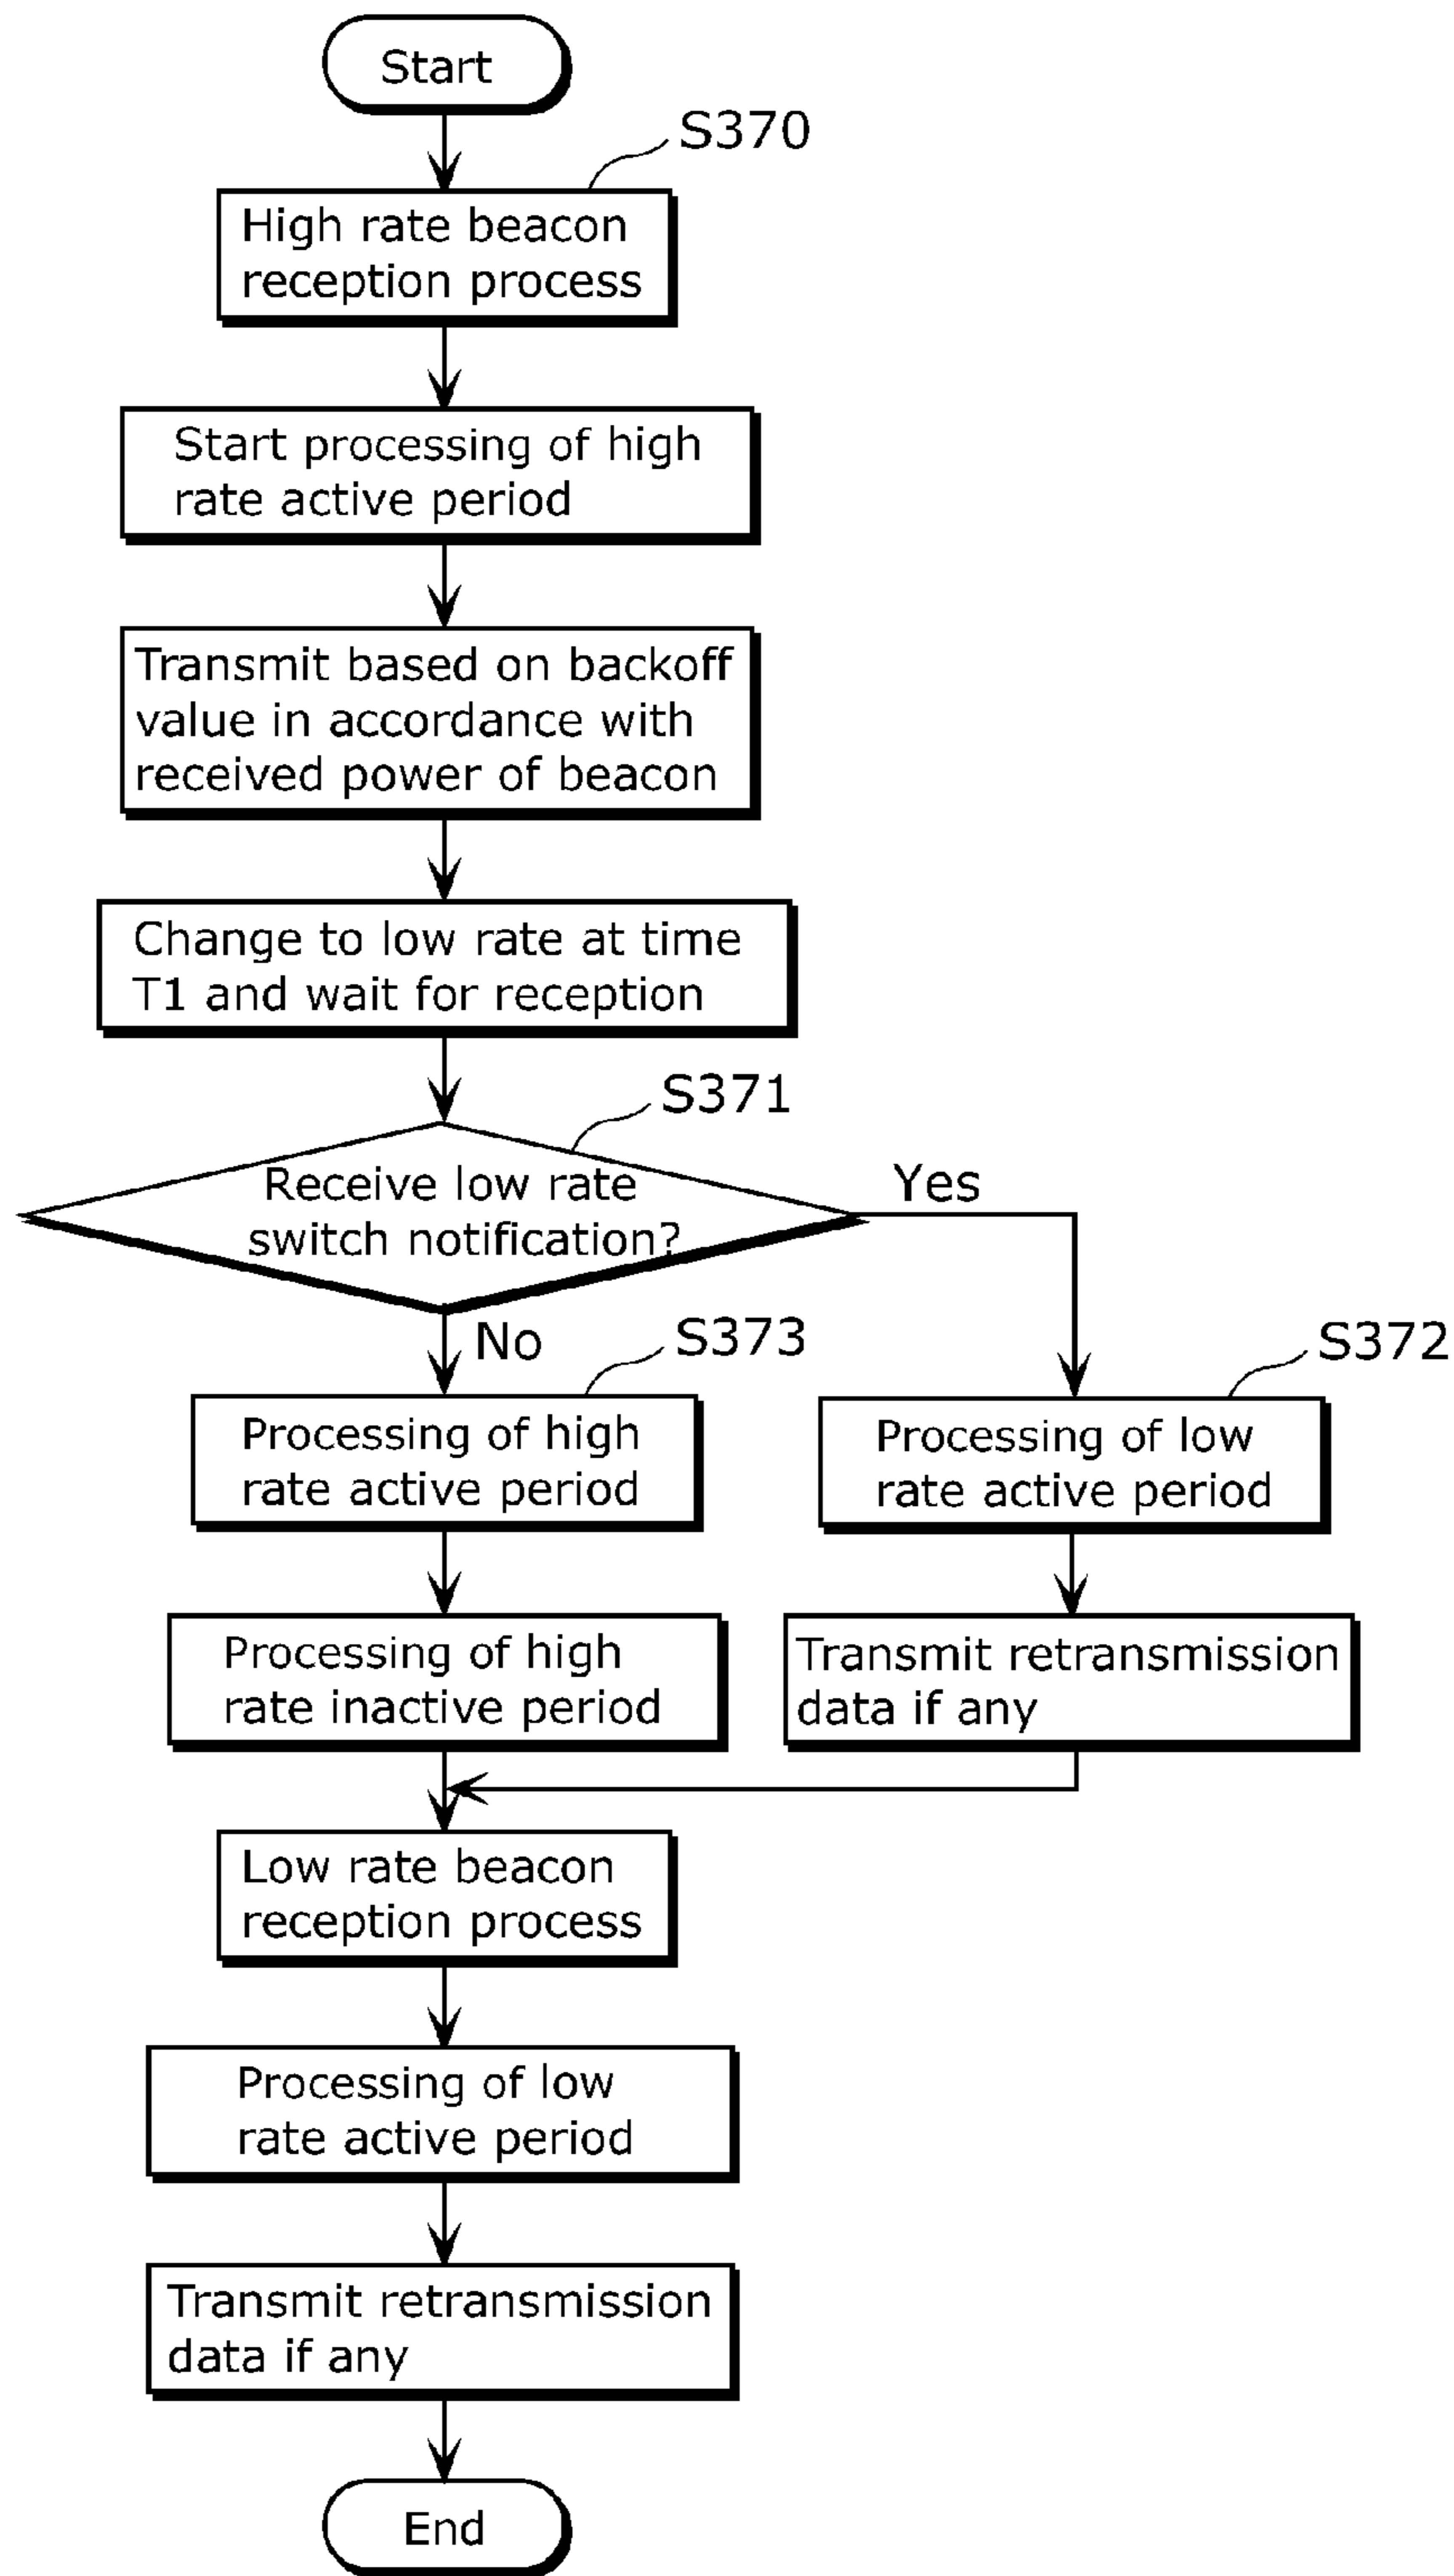 Start
S370
High rate beacon
reception process
Start processing of high
rate active period
Transmit based on backoff
value in accordance with
received power of beacon
Change to low rate at time
T1 and wait for reception
S371
Receive low rate
switch notification?
Yes
No
S373
S372
Processing of high
rate active period
Processing of low
rate active period
Processing of high
rate inactive period
Transmit retransmission
data if any
Low rate beacon
reception process
Processing of low
rate active period
Transmit retransmission
data if any
End